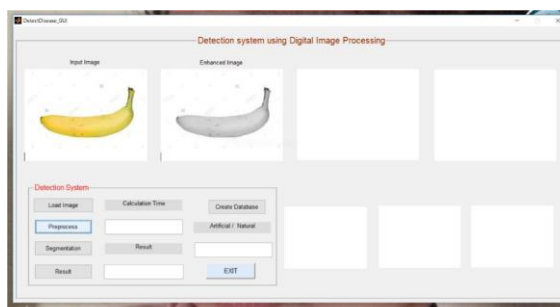 DetectDisease_GUI
Detection system using Digital Image Processing
Input Image
Enhanced Image
Detection System
Load Image
Calculation Time
Create Database
Preprocess
Artificial / Natural
Segmentation
Result
Result
EXIT